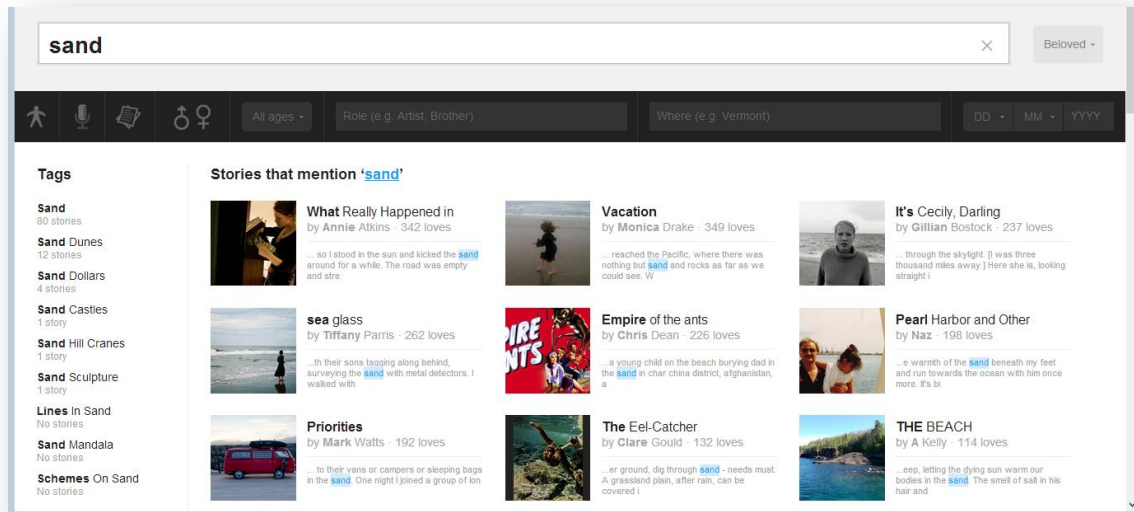 sand
Beloved
All ages
Role (e.g. Artist, Brother)
Where (e.g. Vermont)
DD
MM
YYYY
Tags
Sand
80 stories
Sand Dunes
12 stories
Sand Dollars
4 stories
Sand Castles
1 story
Sand Hill Cranes
1 story
Sand Sculpture
1 story
Lines In Sand
No stories
Sand Mandala
No stories
Schemes On Sand
No stories
Stories that mention ‘sand’
What Really Happened in
by Annie Atkins · 342 loves
... so I stood in the sun and kicked the sand
around for a while. The road was empty
and stre
Vacation
by Monica Drake · 349 loves
... reached the Pacific, where there was
nothing but sand and rocks as far as we
could see. W
It's Cecily, Darling
by Gillian Bostock · 237 loves
... through the skylight. [I was three
thousand miles away.] Here she is, looking
straight i
sea glass
by Tiffany Parris · 262 loves
...th their sons tagging along behind,
surveying the sand with metal detectors. I
walked with
EMPIRE
ANTS
Empire of the ants
by Chris Dean · 226 loves
...a young child on the beach burying dad in
the sand in char china district, afghanistan,
a
Pearl Harbor and Other
by Naz · 198 loves
...e warmth of the sand beneath my feet
and run towards the ocean with him once
more. It's bi
Priorities
by Mark Watts · 192 loves
... to their vans or campers or sleeping bags
in the sand. One night I joined a group of lon
The Eel-Catcher
by Clare Gould · 132 loves
...er ground, dig through sand - needs must.
A grassland plain, after rain, can be
covered i
THE BEACH
by A Kelly · 114 loves
...eep, letting the dying sun warm our
bodies in the sand. The smell of salt in his
hair and